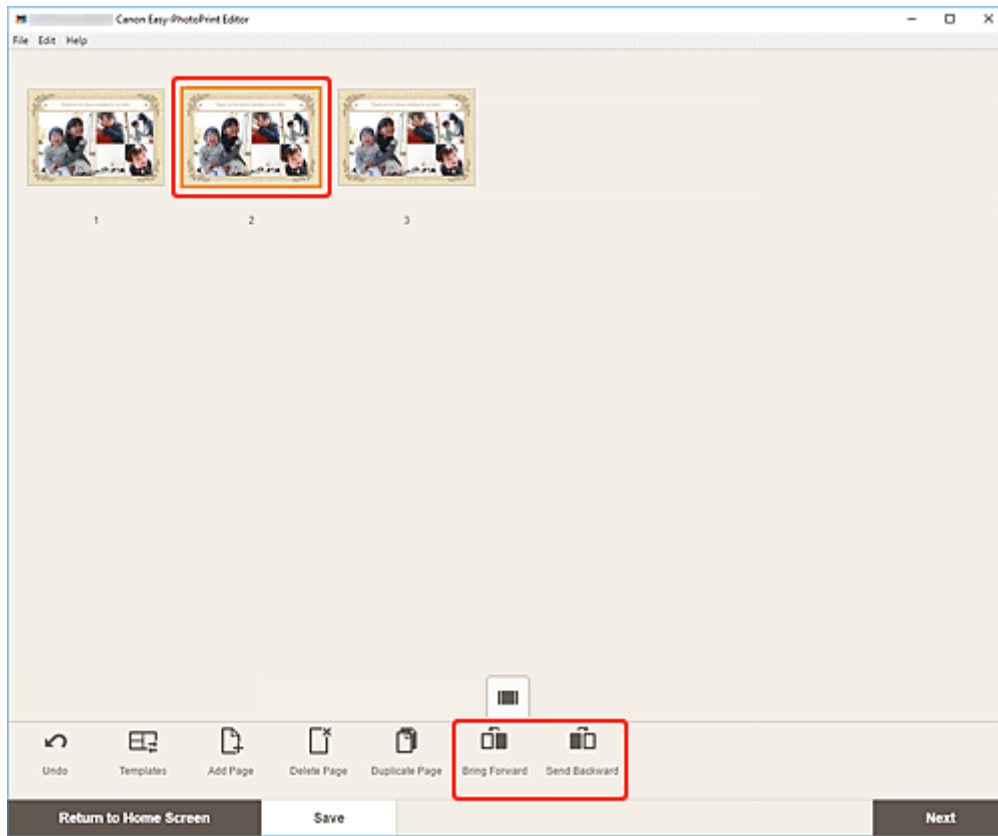 Canon Easy-PhotoPrint Editor
File Edit Help
1 2 3
Undo Templates Add Page Delete Page Duplicate Page Bring Forward Send Backward
Return to Home Screen Save Next